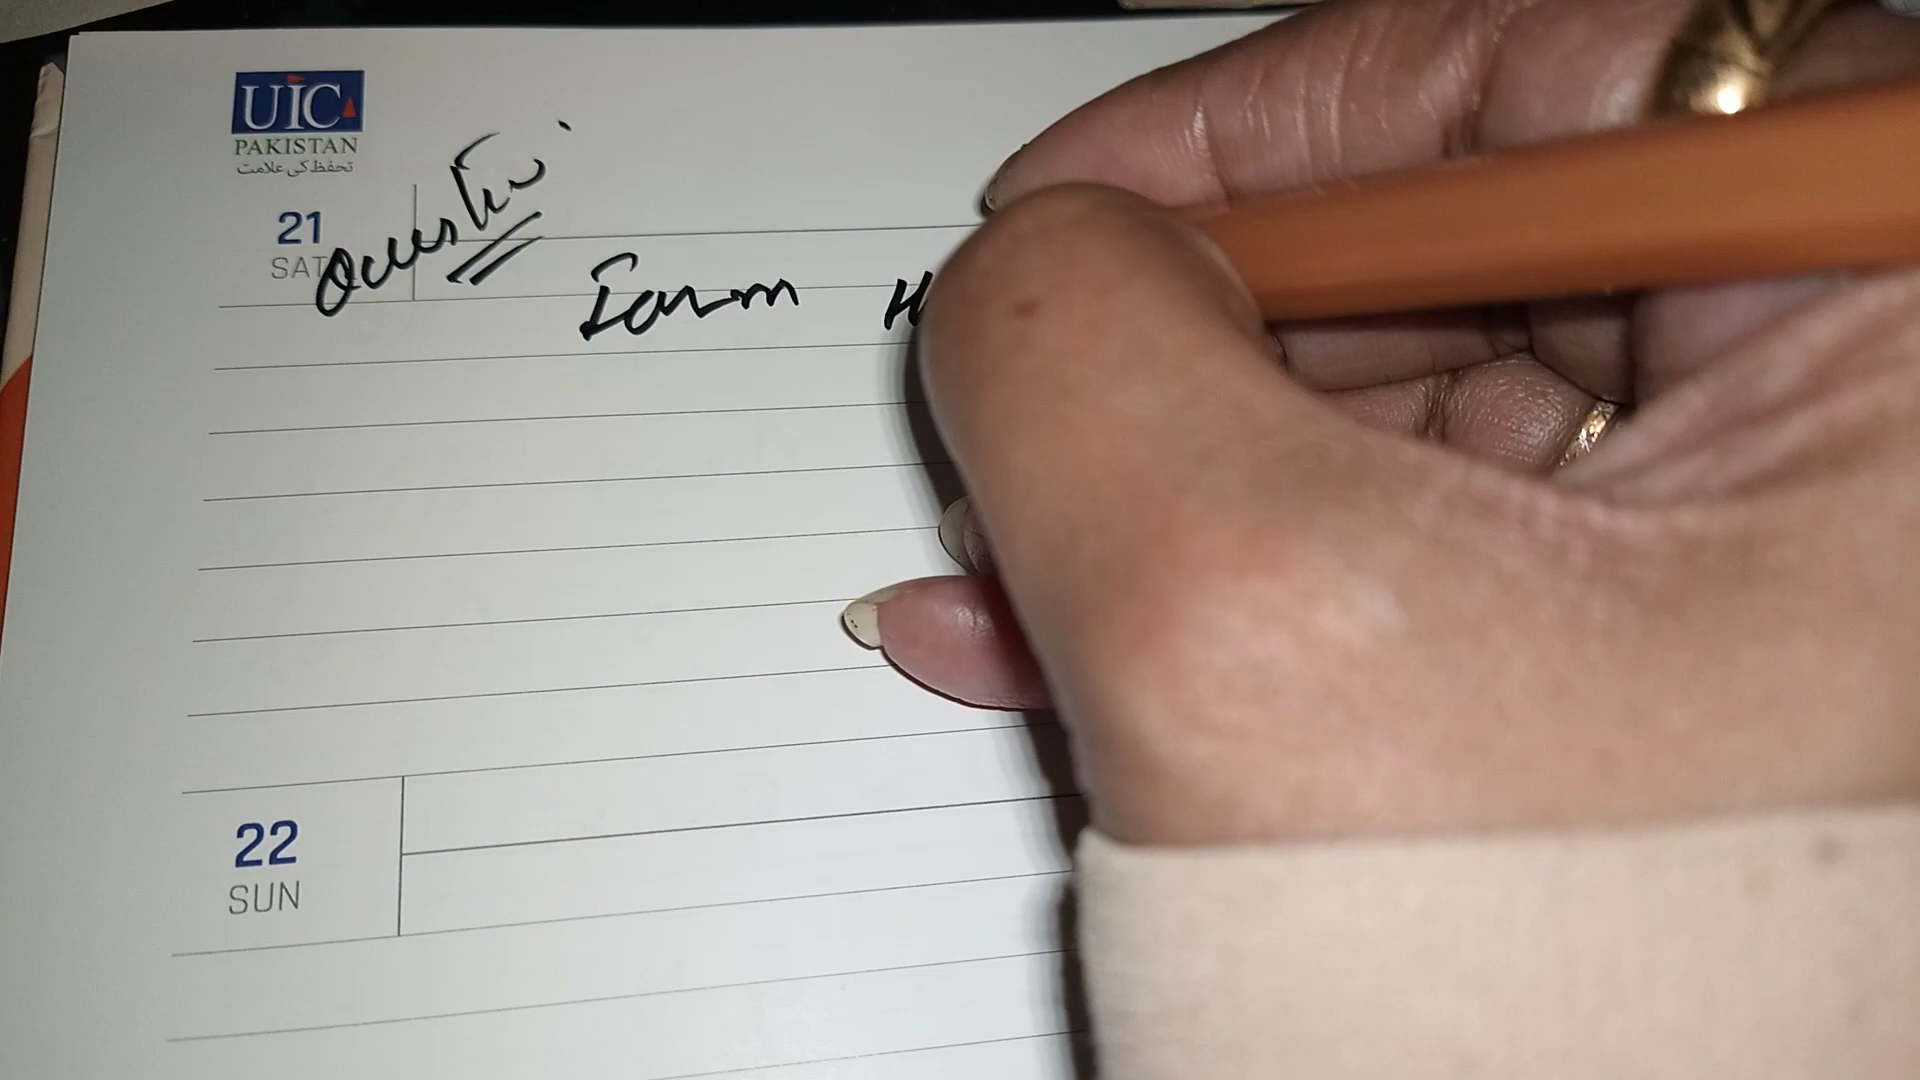 UIC
PAKISTAN
تحفظ کی علامت
21
SAT
Question
Form
22
SUN